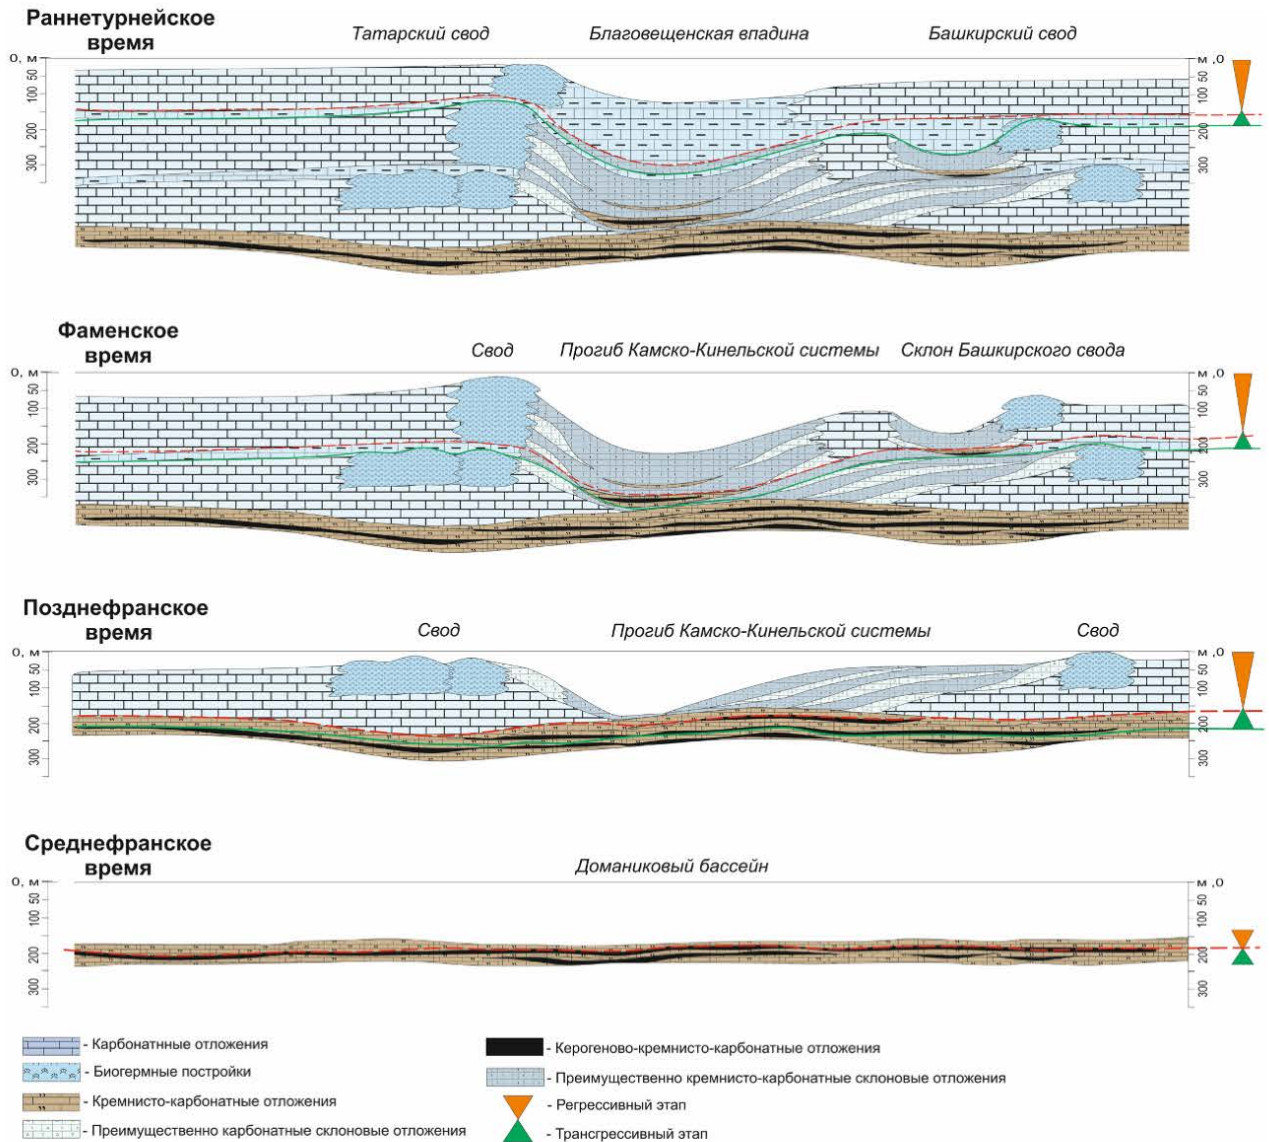 Раннетурнейское
время
Татарский свод
Благовещенская впадина
Башкирский свод
0, м
50
100
200
300
м ,0
50
100
200
300
Фаменское
время
Свод
Прогиб Камско-Кинельской системы
Склон Башкирского свода
0, м
50
100
200
300
м ,0
50
100
200
300
Позднефранское
время
Свод
Прогиб Камско-Кинельской системы
Свод
0, м
50
100
200
300
м ,0
50
100
200
300
Среднефранское
время
Доманиковый бассейн
0, м
50
100
200
300
м ,0
50
100
200
300
- Карбонатнные отложения
- Биогермные постройки
- Кремнисто-карбонатные отложения
- Преимущественно карбонатные склоновые отложения
- Керогеново-кремнисто-карбонатные отложения
- Преимущественно кремнисто-карбонатные склоновые отложения
- Регрессивный этап
- Трансгрессивный этап